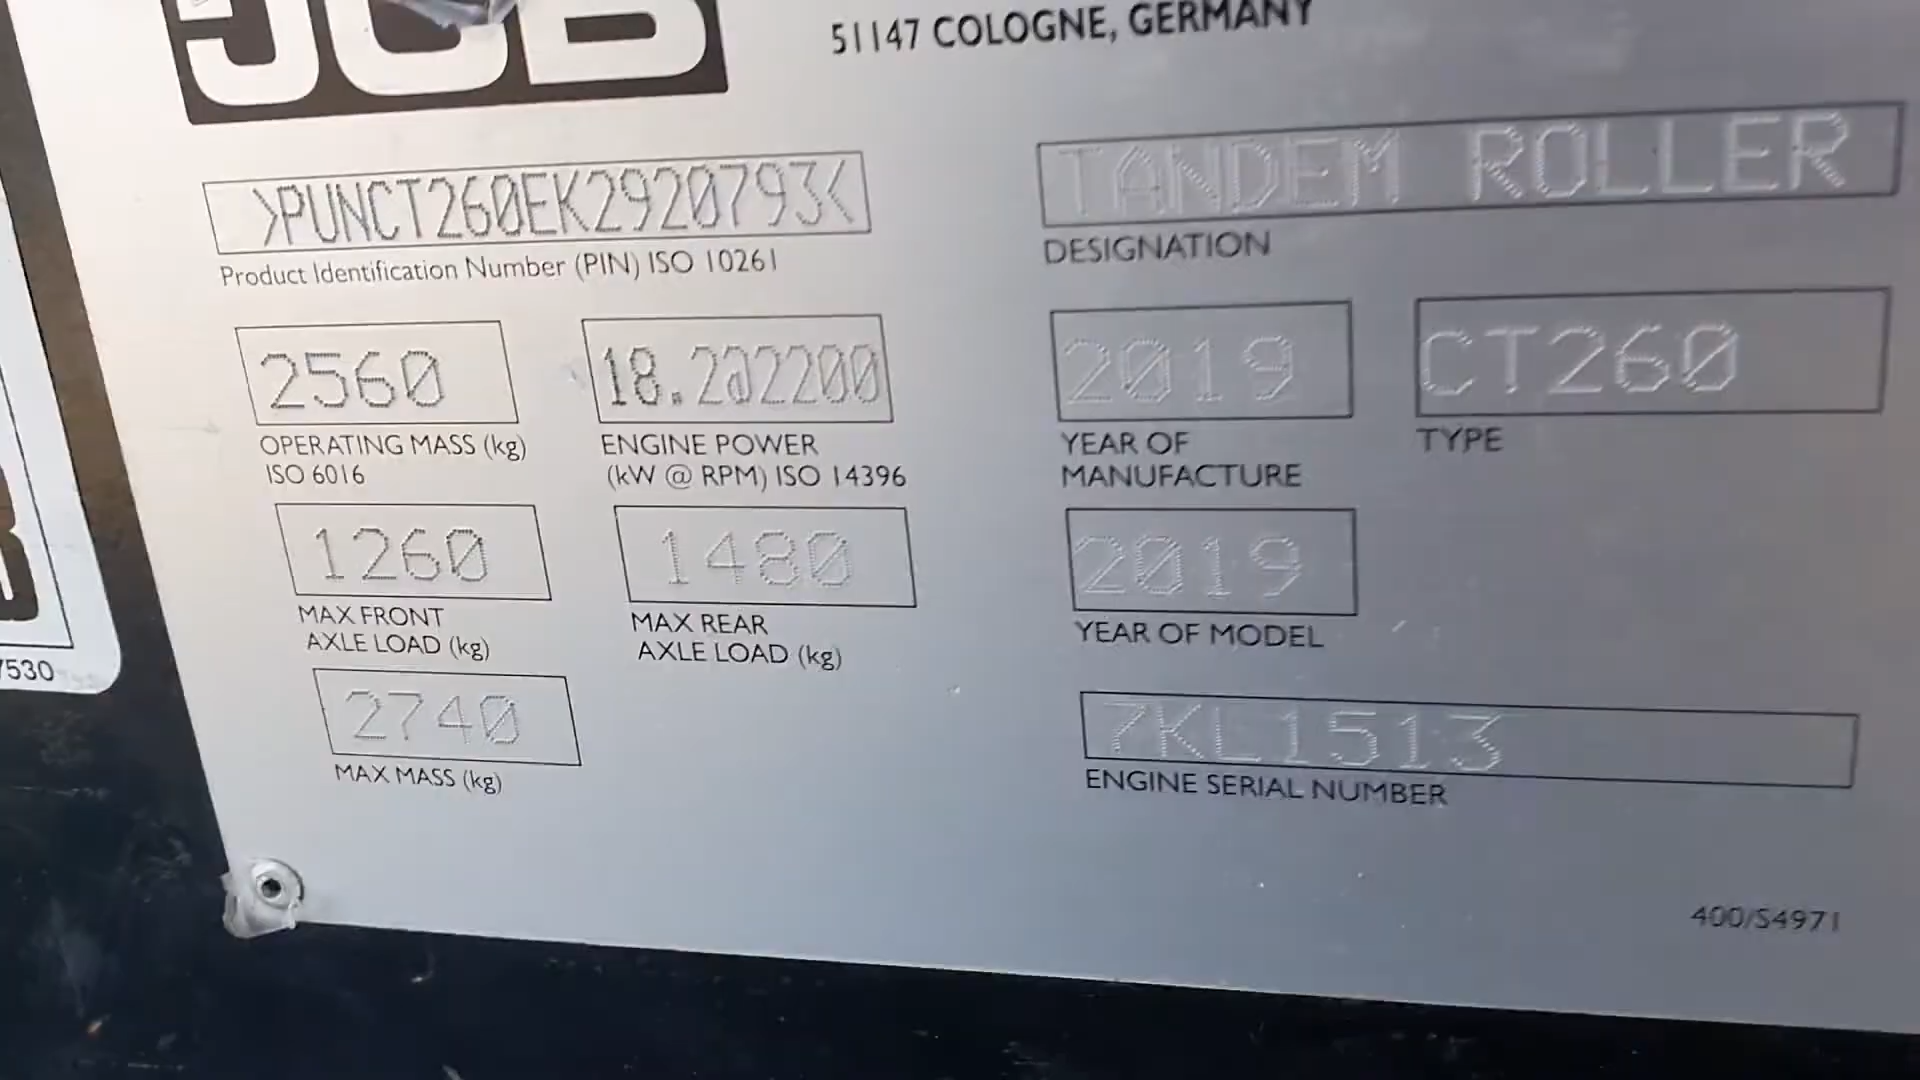 JCB
51147 COLOGNE, GERMANY
>PUNCT260EK2920793<
Product Identification Number (PIN) ISO 10261
TANDEM ROLLER
DESIGNATION
2560
OPERATING MASS (kg)
ISO 6016
18.2@2200
ENGINE POWER
(kW @ RPM) ISO 14396
2019
YEAR OF
MANUFACTURE
CT260
TYPE
1260
MAX FRONT
AXLE LOAD (kg)
1480
MAX REAR
AXLE LOAD (kg)
2019
YEAR OF MODEL
2740
MAX MASS (kg)
7KL1513
ENGINE SERIAL NUMBER
400/S4971